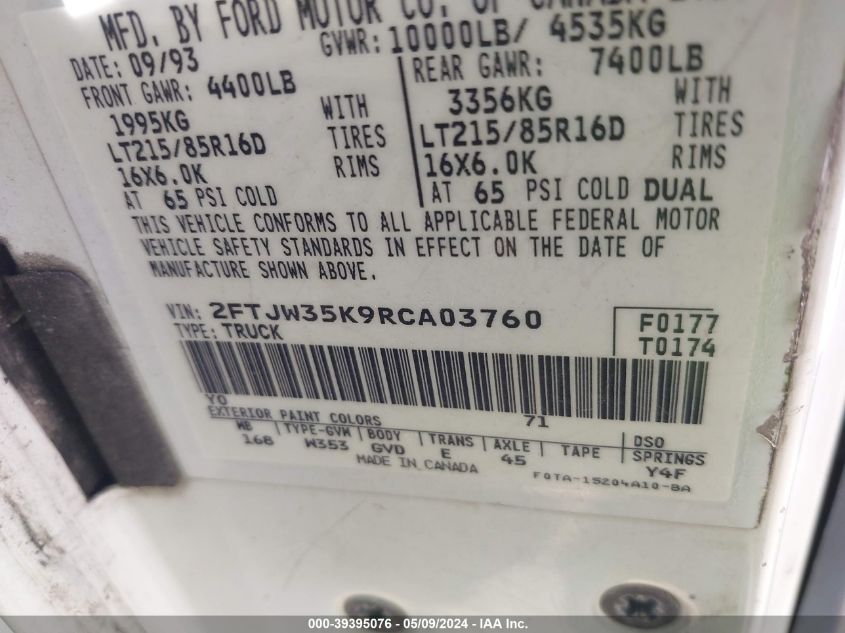 MFD. BY FORD MOTOR CO. OF CANADA
GVWR: 10000LB/ 4535KG
DATE: 09/93
FRONT GAWR: 4400LB
1995KG WITH
LT215/85R16D TIRES
16X6.0K RIMS
AT 65 PSI COLD
REAR GAWR: 7400LB
3356KG WITH
LT215/85R16D TIRES
16X6.0K RIMS
AT 65 PSI COLD DUAL
THIS VEHICLE CONFORMS TO ALL APPLICABLE FEDERAL MOTOR
VEHICLE SAFETY STANDARDS IN EFFECT ON THE DATE OF
MANUFACTURE SHOWN ABOVE.
VIN: 2FTJW35K9RCA03760
TYPE: TRUCK
F0177
T0174
YO 71
EXTERIOR PAINT COLORS DSO
WB TYPE-GVW BODY TRANS AXLE TAPE SPRINGS
168 W353 GVD E 45 Y4F
MADE IN CANADA
F0TA-15204A10-BA
000-39395076 / 05/09/2024 - IAA Inc.